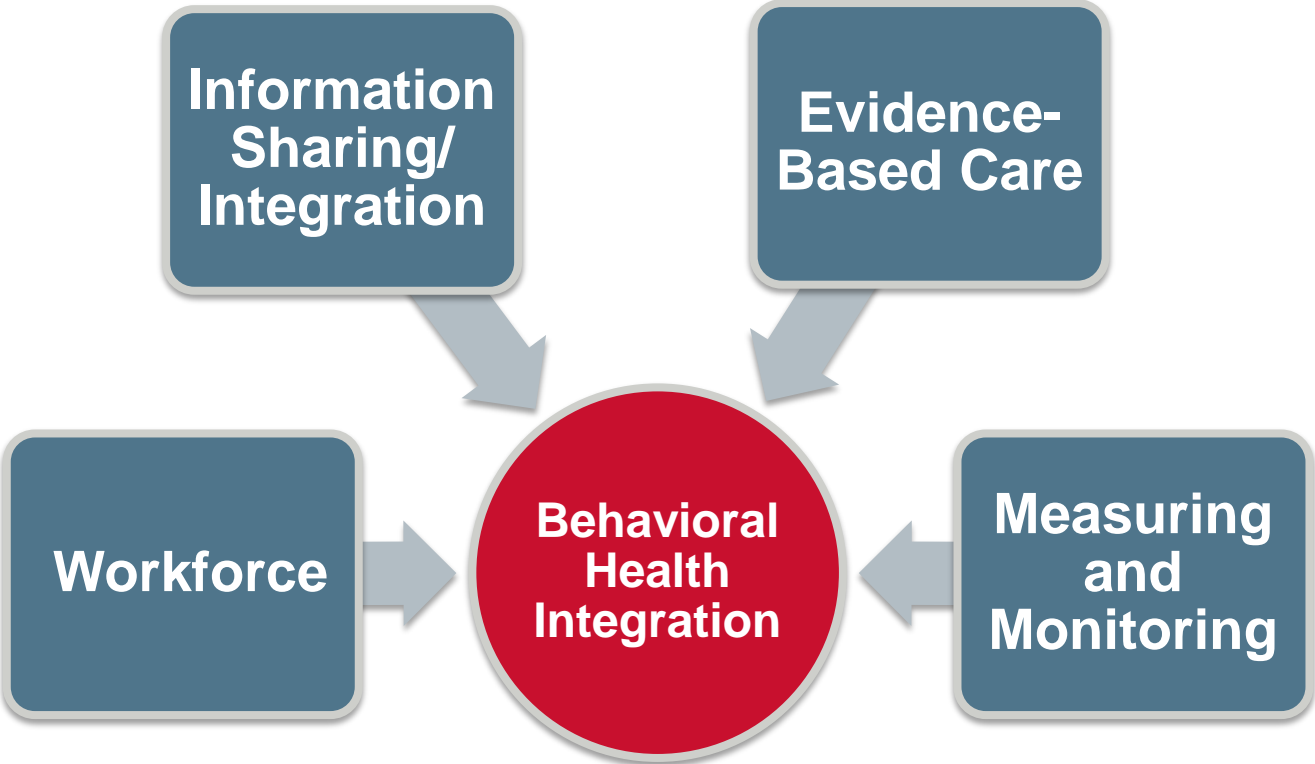 Information
Sharing/
Integration
Evidence-
Based Care
Workforce
Behavioral
Health
Integration
Measuring
and
Monitoring